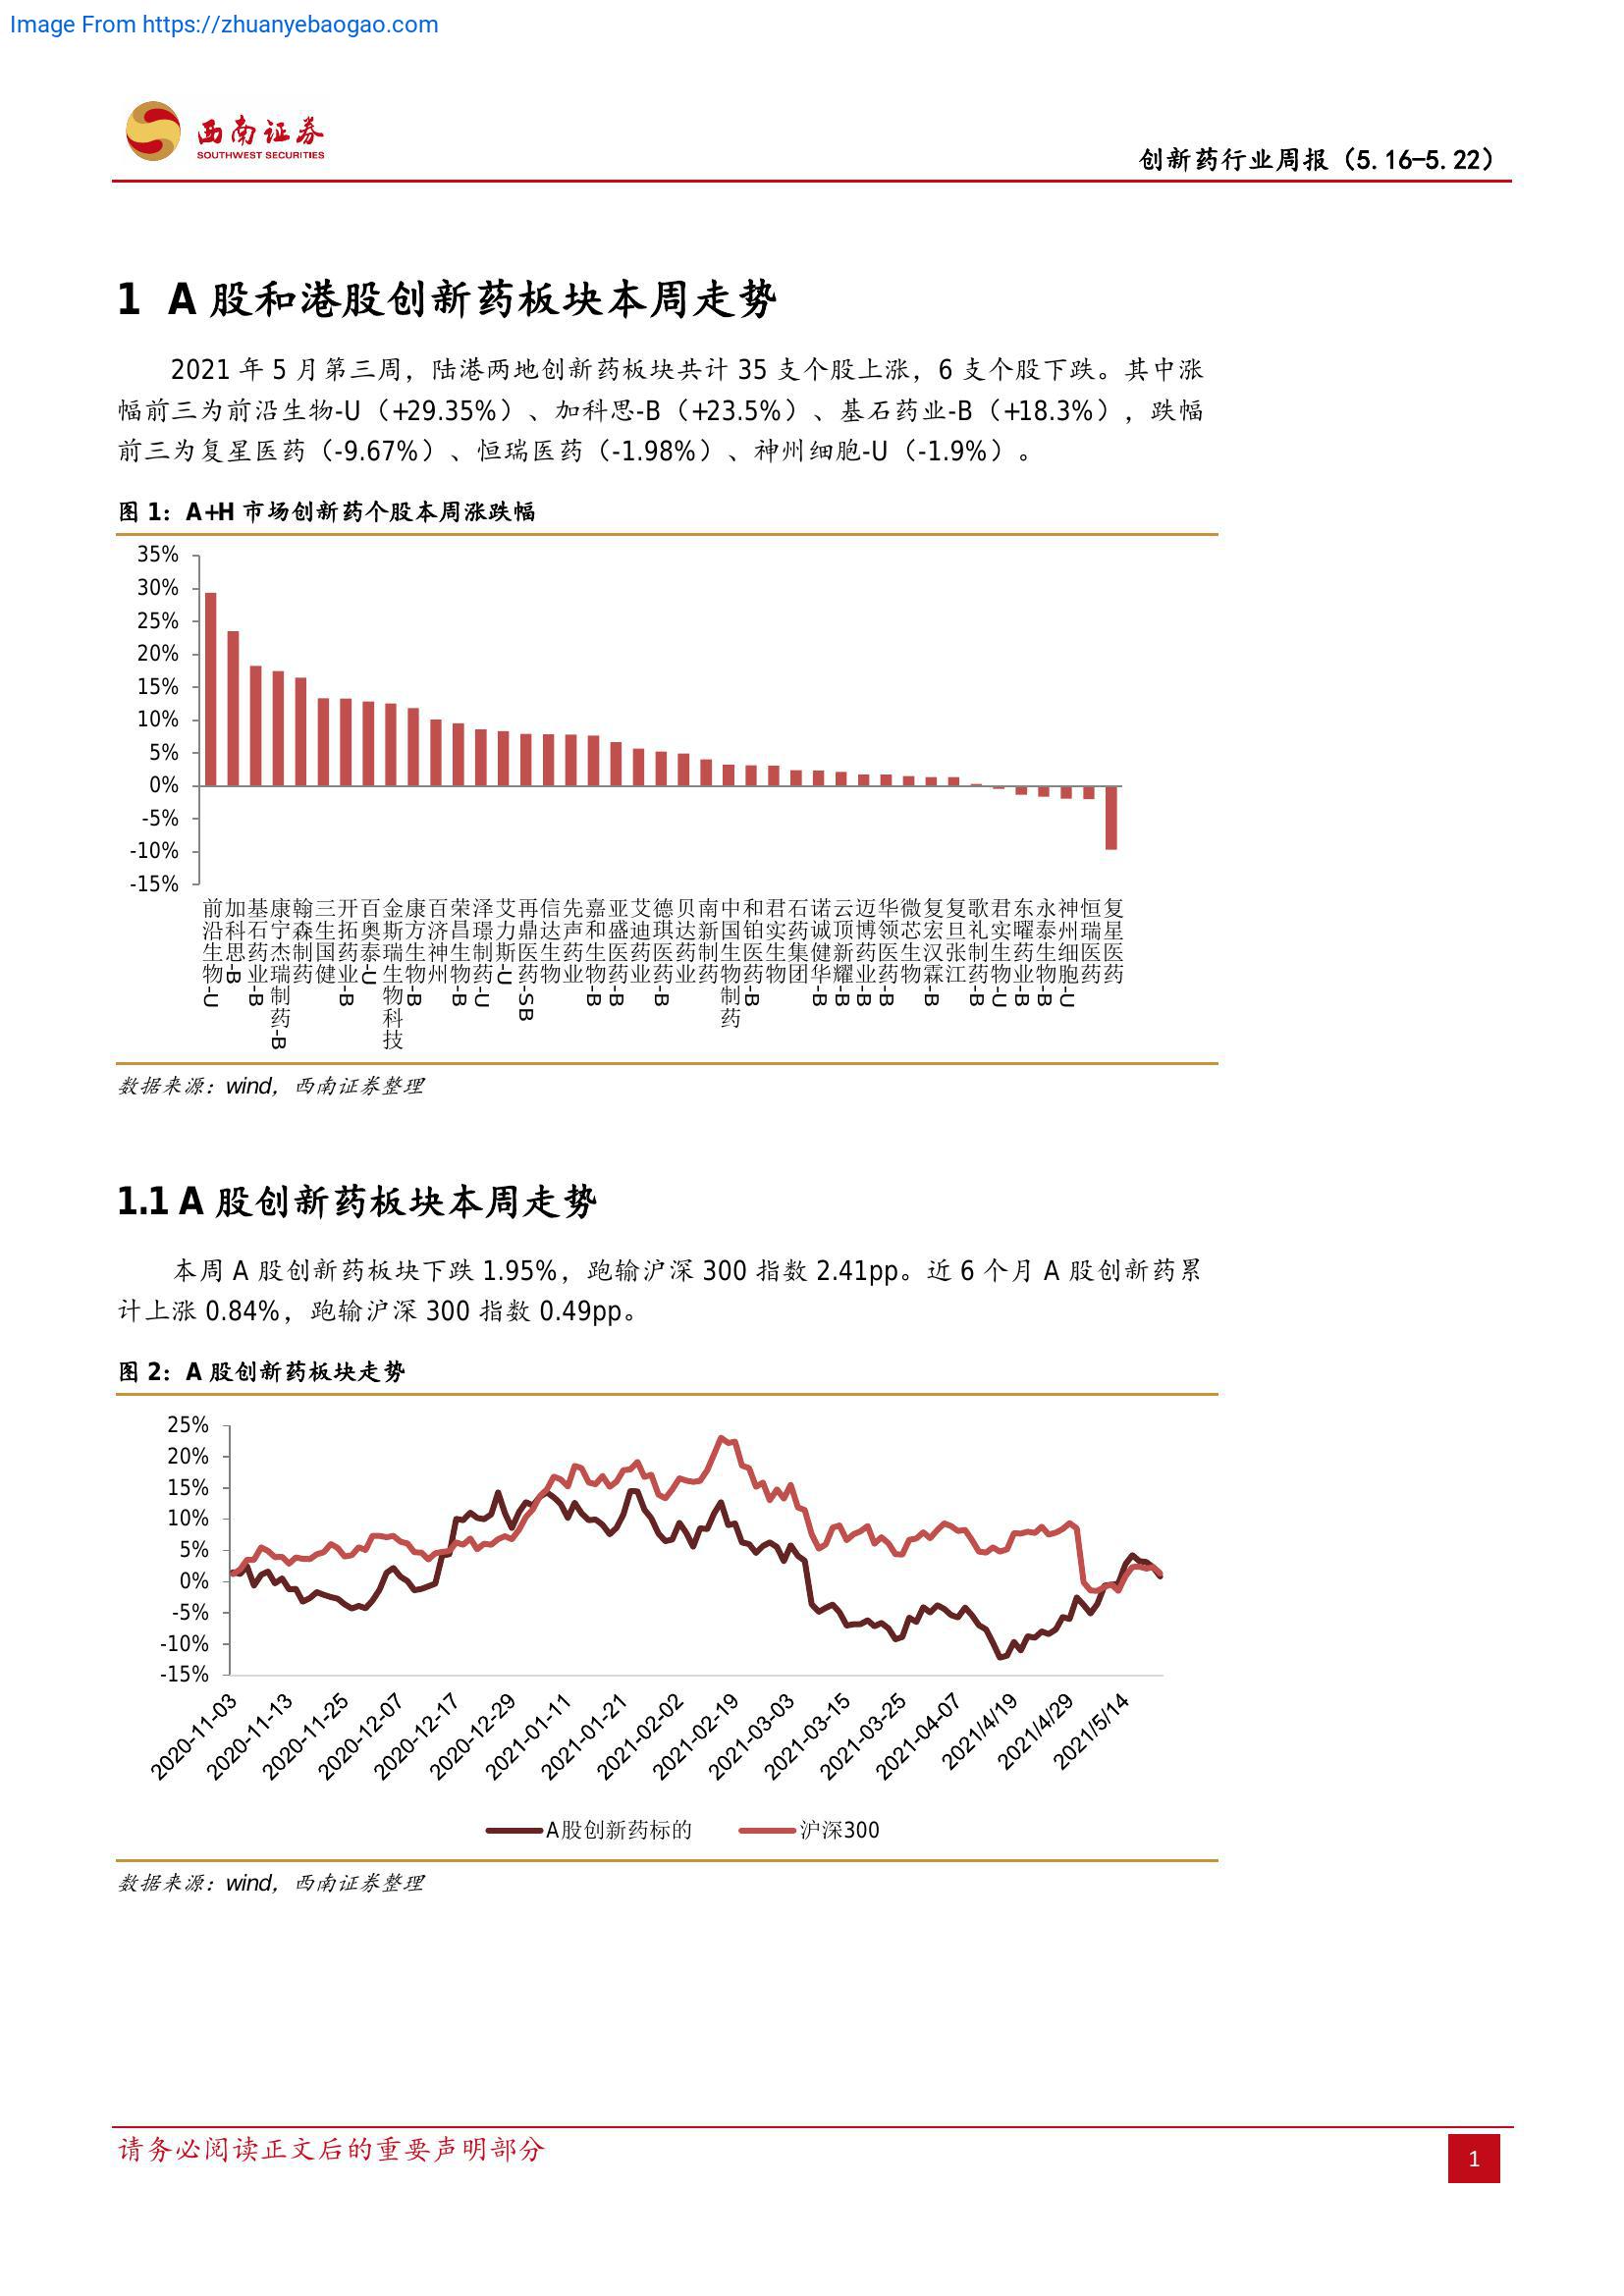 Image From https://zhuanyebaogao.com
西南证券
SOUTHWEST SECURITIES
创新药行业周报（5.16-5.22）
1 A 股和港股创新药板块本周走势
2021 年 5 月第三周，陆港两地创新药板块共计 35 支个股上涨，6 支个股下跌。其中涨
幅前三为前沿生物-U（+29.35%）、加科思-B（+23.5%）、基石药业-B（+18.3%），跌幅
前三为复星医药（-9.67%）、恒瑞医药（-1.98%）、神州细胞-U（-1.9%）。
图 1：A+H 市场创新药个股本周涨跌幅
35%
30%
25%
20%
15%
10%
5%
0%
-5%
-10%
-15%
前沿生物-U
加科思-B
基石药业-B
康宁杰瑞制药-B
翰森制药
三生国健
开拓药业-B
百奥泰-U
金斯瑞生物科技
康方生物-B
百济神州
荣昌生物-B
泽璟制药-U
艾力斯-U
再鼎医药-SB
信达生物
先声药业
嘉和生物-B
亚盛医药-B
艾迪药业
德琪医药-B
贝达药业
南新制药
中国生物制药
和铂医药-B
君实生物
石药集团
诺诚健华-B
云顶新耀-B
迈博药业-B
华领医药-B
微芯生物
复宏汉霖-B
复旦张江
歌礼制药-B
君实生物-U
东曜药业-B
永泰生物-B
神州细胞-U
恒瑞医药
复星医药
数据来源：wind，西南证券整理
1.1 A 股创新药板块本周走势
本周 A 股创新药板块下跌 1.95%，跑输沪深 300 指数 2.41pp。近 6 个月 A 股创新药累
计上涨 0.84%，跑输沪深 300 指数 0.49pp。
图 2：A 股创新药板块走势
25%
20%
15%
10%
5%
0%
-5%
-10%
-15%
2020-11-03
2020-11-13
2020-11-25
2020-12-07
2020-12-17
2020-12-29
2021-01-11
2021-01-21
2021-02-02
2021-02-19
2021-03-03
2021-03-15
2021-03-25
2021-04-07
2021/4/19
2021/4/29
2021/5/14
A股创新药标的
沪深300
数据来源：wind，西南证券整理
请务必阅读正文后的重要声明部分
1